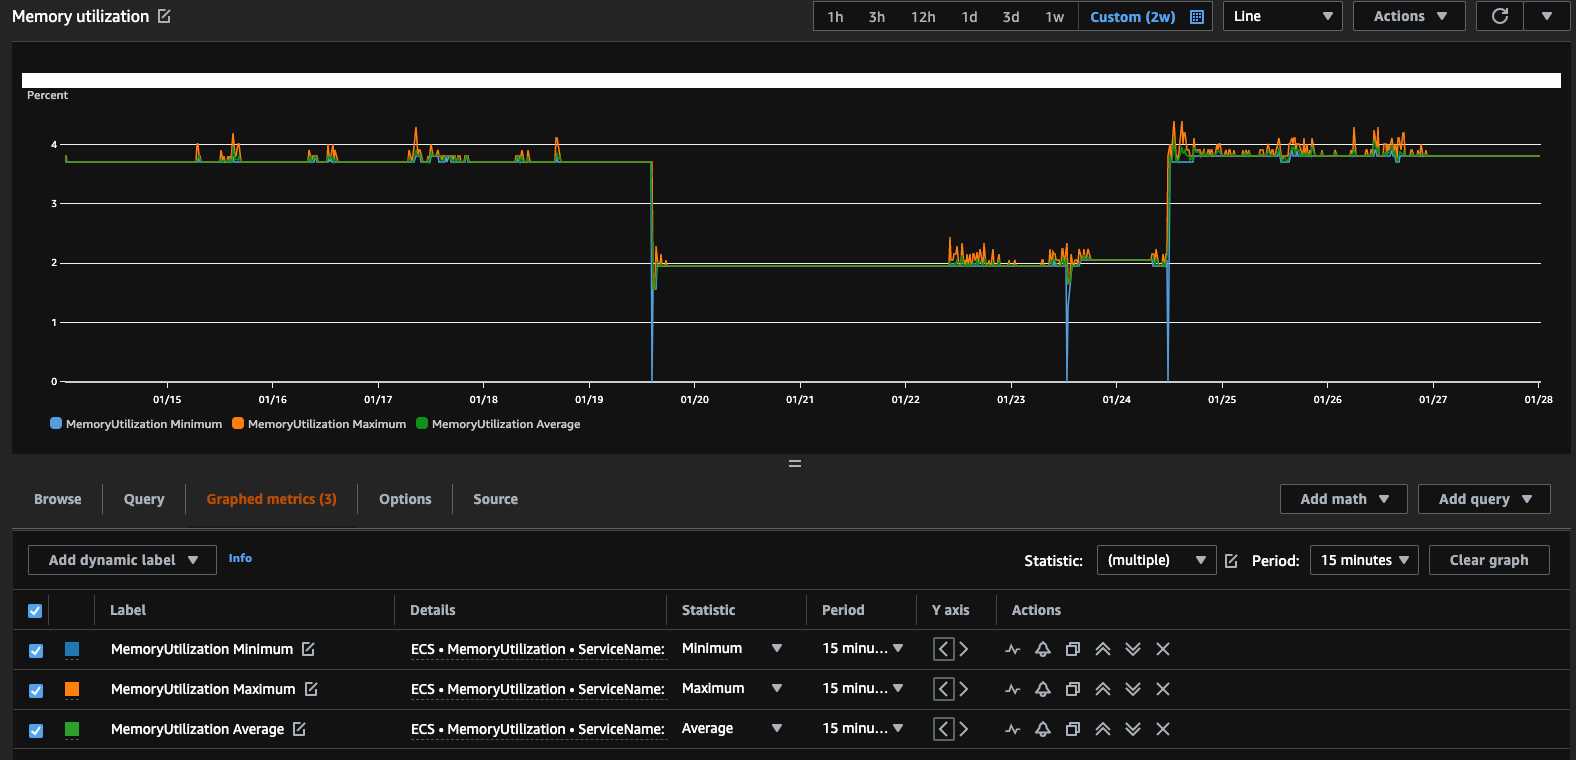 Memory utilization
1h 3h 12h 1d 3d 1w Custom (2w) Line Actions
Percent
4
3
2
1
0
01/15 01/16 01/17 01/18 01/19 01/20 01/21 01/22 01/23 01/24 01/25 01/26 01/27 01/28
MemoryUtilization Minimum MemoryUtilization Maximum MemoryUtilization Average
Browse Query Graphed metrics (3) Options Source Add math Add query
Add dynamic label Info Statistic: (multiple) Period: 15 minutes Clear graph
Label Details Statistic Period Y axis Actions
MemoryUtilization Minimum ECS • MemoryUtilization • ServiceName: Minimum 15 minu...
MemoryUtilization Maximum ECS • MemoryUtilization • ServiceName: Maximum 15 minu...
MemoryUtilization Average ECS • MemoryUtilization • ServiceName: Average 15 minu...